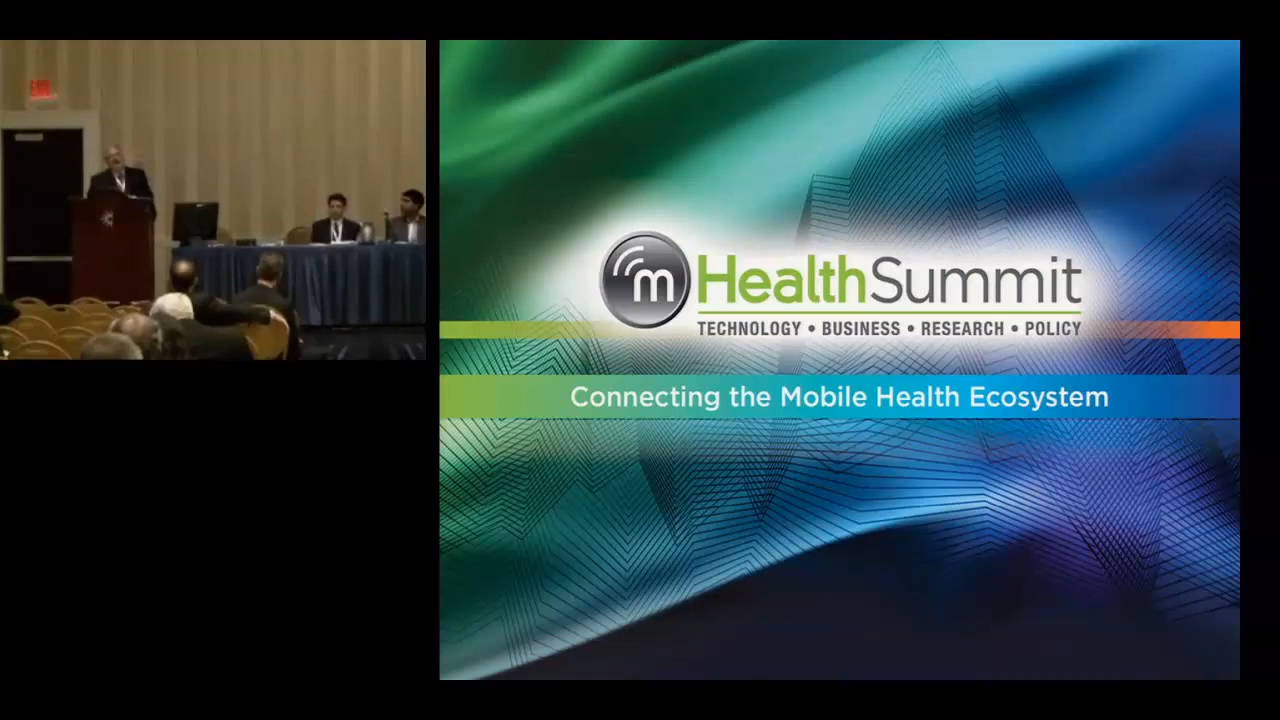 mHealthSummit
TECHNOLOGY • BUSINESS • RESEARCH • POLICY
Connecting the Mobile Health Ecosystem